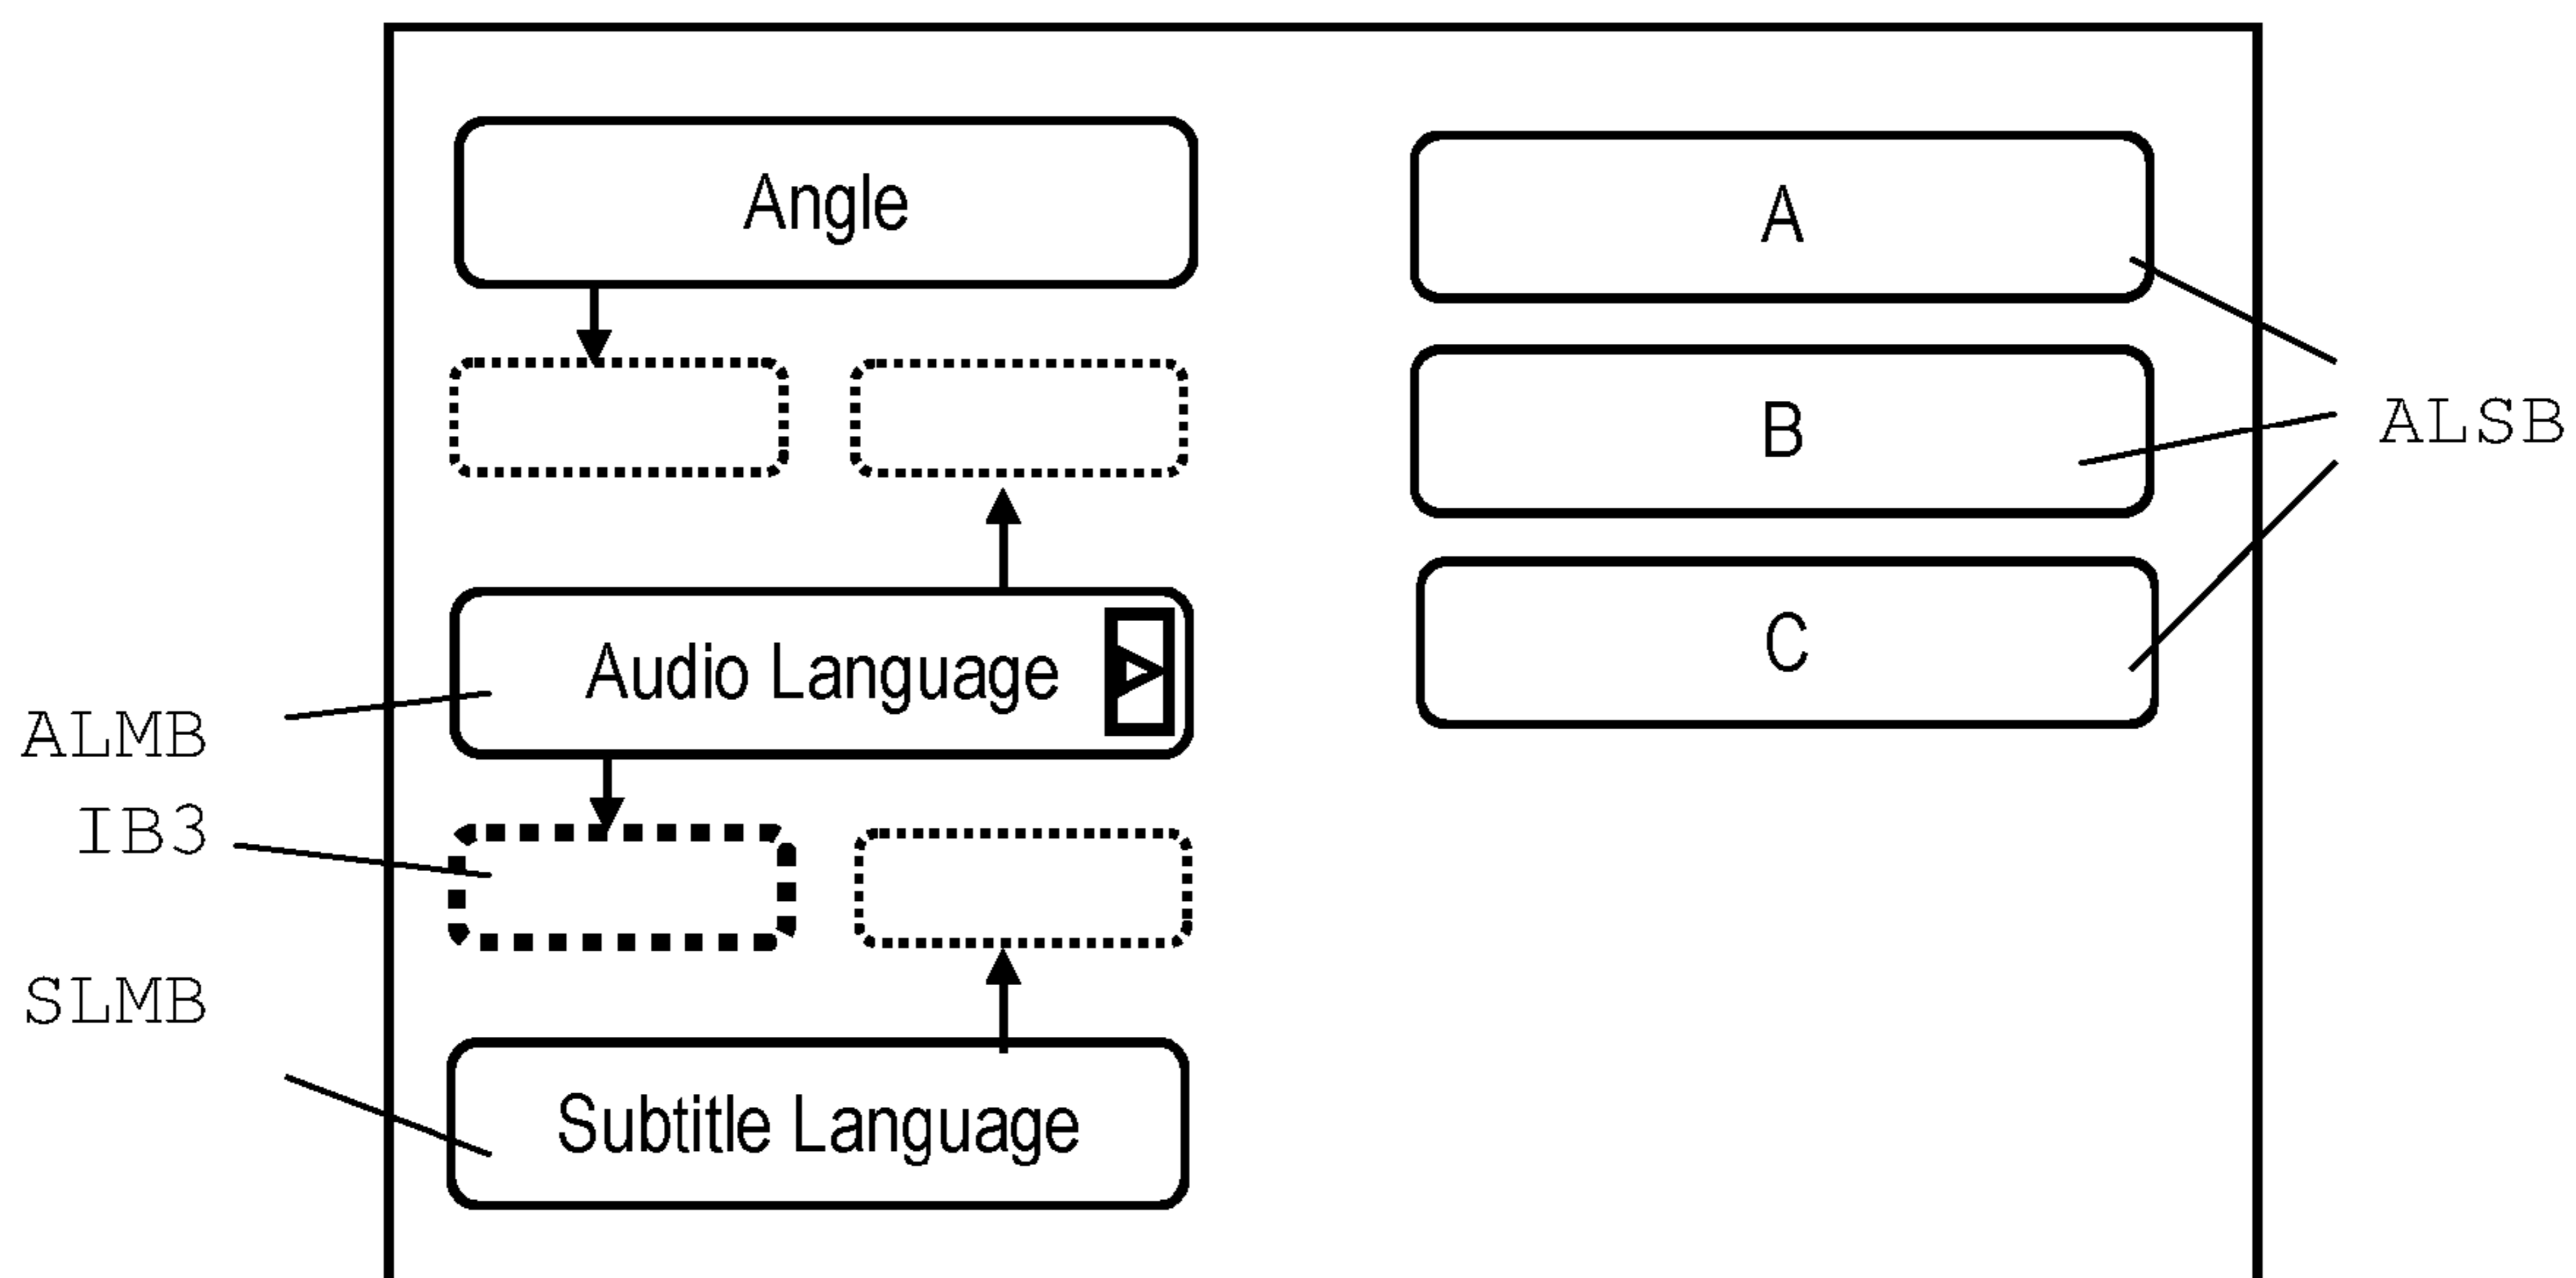 Angle
A
B
ALSB
C
Audio Language
ALMB
IB3
SLMB
Subtitle Language